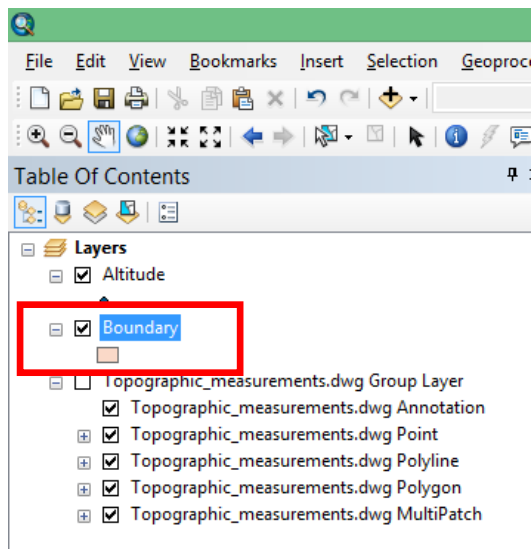 File Edit View Bookmarks Insert Selection Geoproce
Table Of Contents
Layers
Altitude
Boundary
Topographic_measurements.dwg Group Layer
Topographic_measurements.dwg Annotation
Topographic_measurements.dwg Point
Topographic_measurements.dwg Polyline
Topographic_measurements.dwg Polygon
Topographic_measurements.dwg MultiPatch